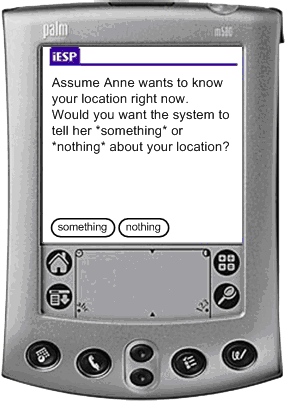 palm m500
iESP
Assume Anne wants to know
your location right now.
Would you want the system to
tell her *something* or
*nothing* about your location?
something nothing